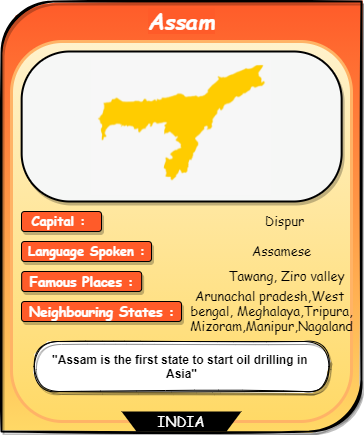 Assam
Capital :
Dispur
Language Spoken :
Assamese
Famous Places :
Tawang, Ziro valley
Neighbouring States :
Arunachal pradesh,West
bengal, Meghalaya,Tripura,
Mizoram,Manipur,Nagaland
"Assam is the first state to start oil drilling in
Asia"
INDIA